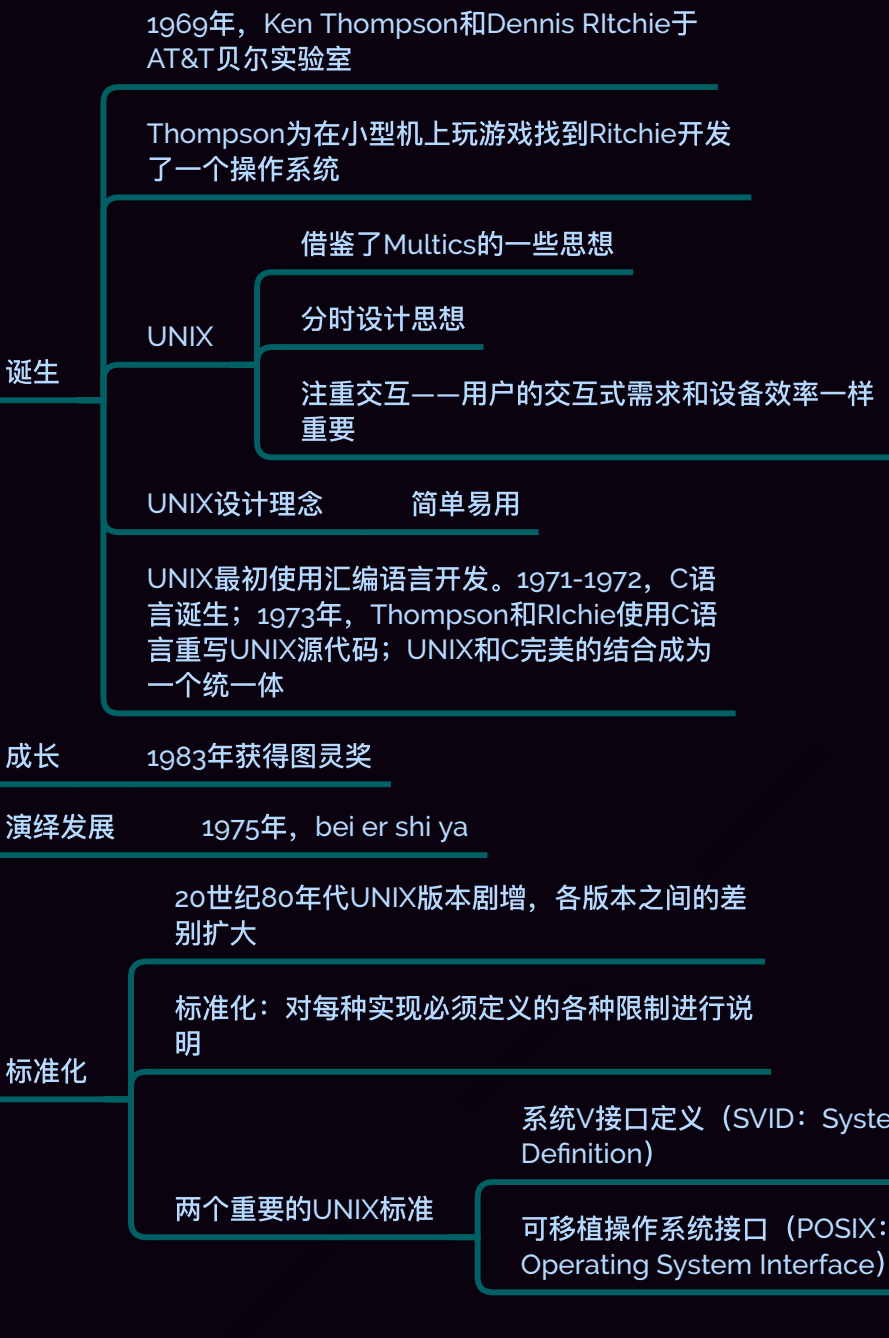 1969年，Ken Thompson和Dennis RItchie于
AT&T贝尔实验室
Thompson为在小型机上玩游戏找到Ritchie开发
了一个操作系统
借鉴了Multics的一些思想
分时设计思想
UNIX
注重交互——用户的交互式需求和设备效率一样
重要
诞生
UNIX设计理念 简单易用
UNIX最初使用汇编语言开发。1971-1972，C语
言诞生；1973年，Thompson和RIchie使用C语
言重写UNIX源代码；UNIX和C完美的结合成为
一个统一体
成长 1983年获得图灵奖
演绎发展 1975年，bei er shi ya
20世纪80年代UNIX版本剧增，各版本之间的差
别扩大
标准化：对每种实现必须定义的各种限制进行说
明
标准化
系统V接口定义（SVID：Syste
Definition）
两个重要的UNIX标准
可移植操作系统接口（POSIX：
Operating System Interface）